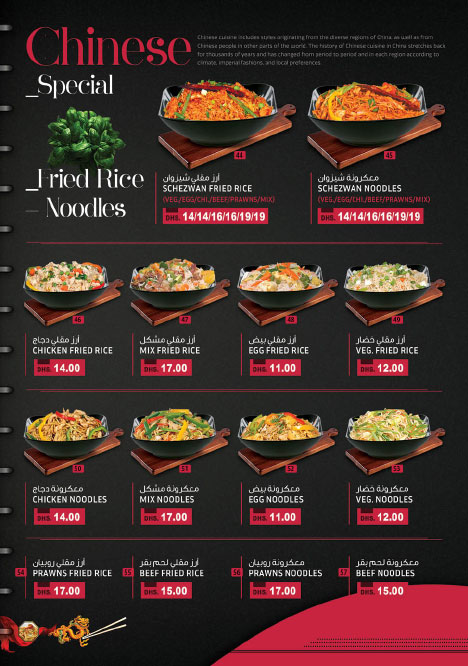 Chinese
Chinese cuisine includes styles originating from the diverse regions of China, as well as from
Chinese people in other parts of the world. The history of Chinese cuisine in China stretches back
for thousands of years and has changed from period to period and in each region according to
climate, imperial fashions, and local preferences.
_Special
_Fried Rice
— Noodles
44
أرز مقلي شيزوان
SCHEZWAN FRIED RICE
(VEG./EGG/CHI./BEEF/PRAWNS/MIX)
DHS. 14/14/16/16/19/19
45
معكرونة شيزوان
SCHEZWAN NOODLES
(VEG./EGG/CHI./BEEF/PRAWNS/MIX)
DHS. 14/14/16/16/19/19
46
أرز مقلي دجاج
CHICKEN FRIED RICE
DHS. 14.00
47
أرز مقلي مشكل
MIX FRIED RICE
DHS. 17.00
48
أرز مقلي بيض
EGG FRIED RICE
DHS. 11.00
49
أرز مقلي خضار
VEG. FRIED RICE
DHS. 12.00
50
معكرونة دجاج
CHICKEN NOODLES
DHS. 14.00
51
معكرونة مشكل
MIX NOODLES
DHS. 17.00
52
معكرونة بيض
EGG NOODLES
DHS. 11.00
53
معكرونة خضار
VEG. NOODLES
DHS. 12.00
54
أرز مقلي روبيان
PRAWNS FRIED RICE
DHS. 17.00
55
أرز مقلي لحم بقر
BEEF FRIED RICE
DHS. 15.00
56
معكرونة روبيان
PRAWNS NOODLES
DHS. 17.00
57
معكرونة لحم بقر
BEEF NOODLES
DHS. 15.00